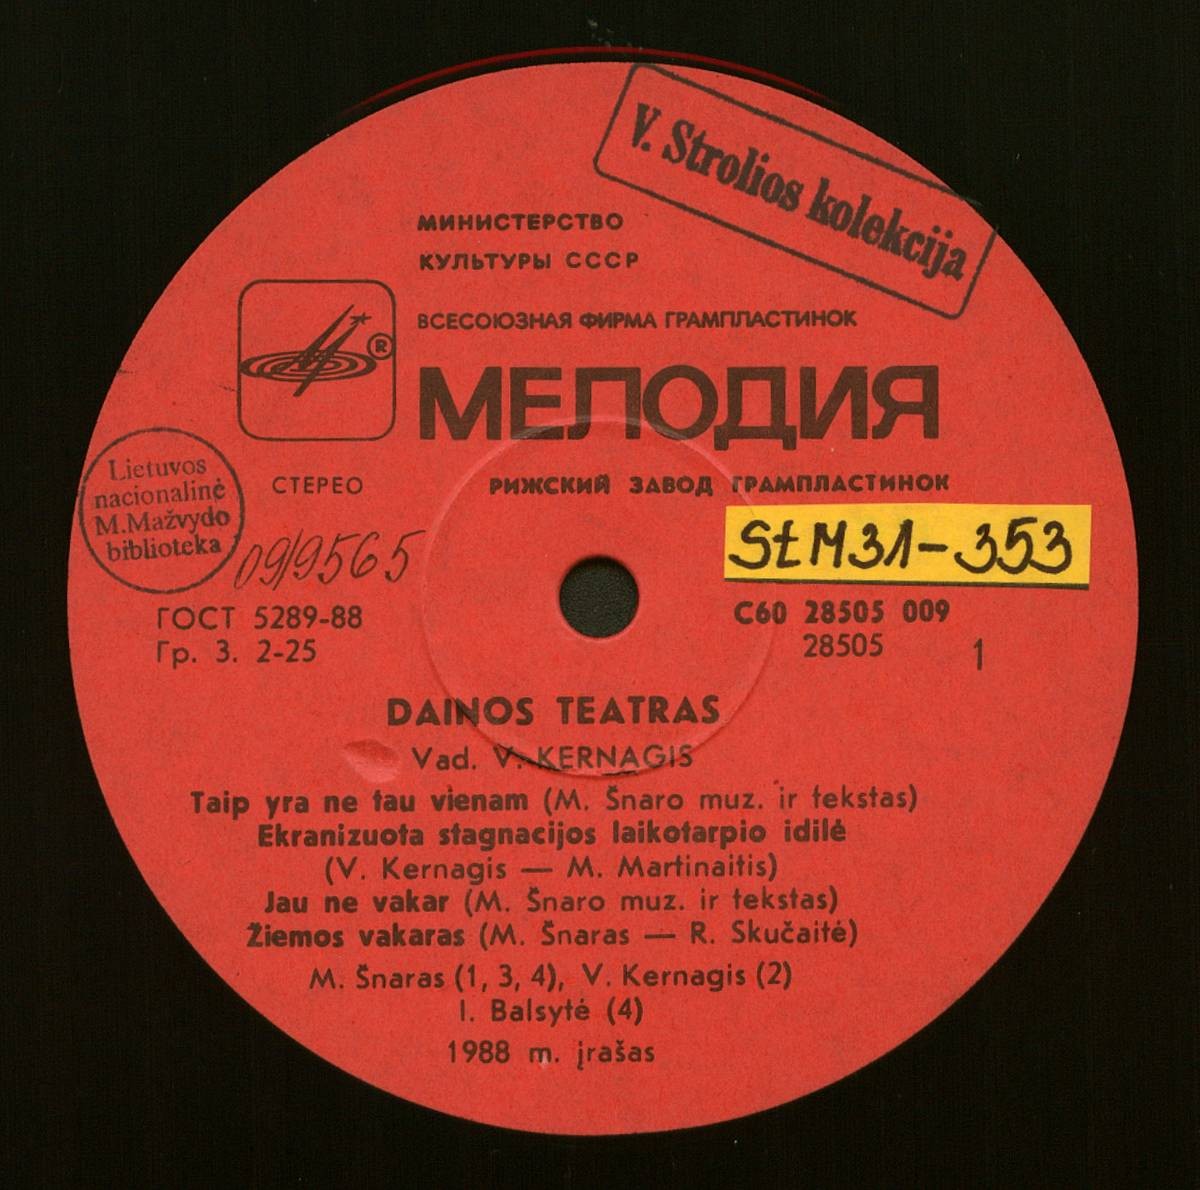 V. Strolios kolekcija
МИНИСТЕРСТВО
КУЛЬТУРЫ СССР
ВСЕСОЮЗНАЯ ФИРМА ГРАМПЛАСТИНОК
®
МЕЛОДИЯ
СТЕРЕО
РИЖСКИЙ ЗАВОД ГРАМПЛАСТИНОК
Lietuvos
nacionalinė
M.Mažvydo
biblioteka
09/9565
StM31-353
ГОСТ 5289-88
Гр. 3. 2-25
С60 28505 009
28505
1
DAINOS TEATRAS
Vad. V. KERNAGIS
Taip yra ne tau vienam (M. Šnaro muz. ir tekstas)
Ekranizuota stagnacijos laikotarpio idilė
(V. Kernagis — M. Martinaitis)
Jau ne vakar (M. Šnaro muz. ir tekstas)
Žiemos vakaras (M. Šnaras — R. Skučaitė)
M. Šnaras (1, 3, 4), V. Kernagis (2)
I. Balsytė (4)
1988 m. įrašas